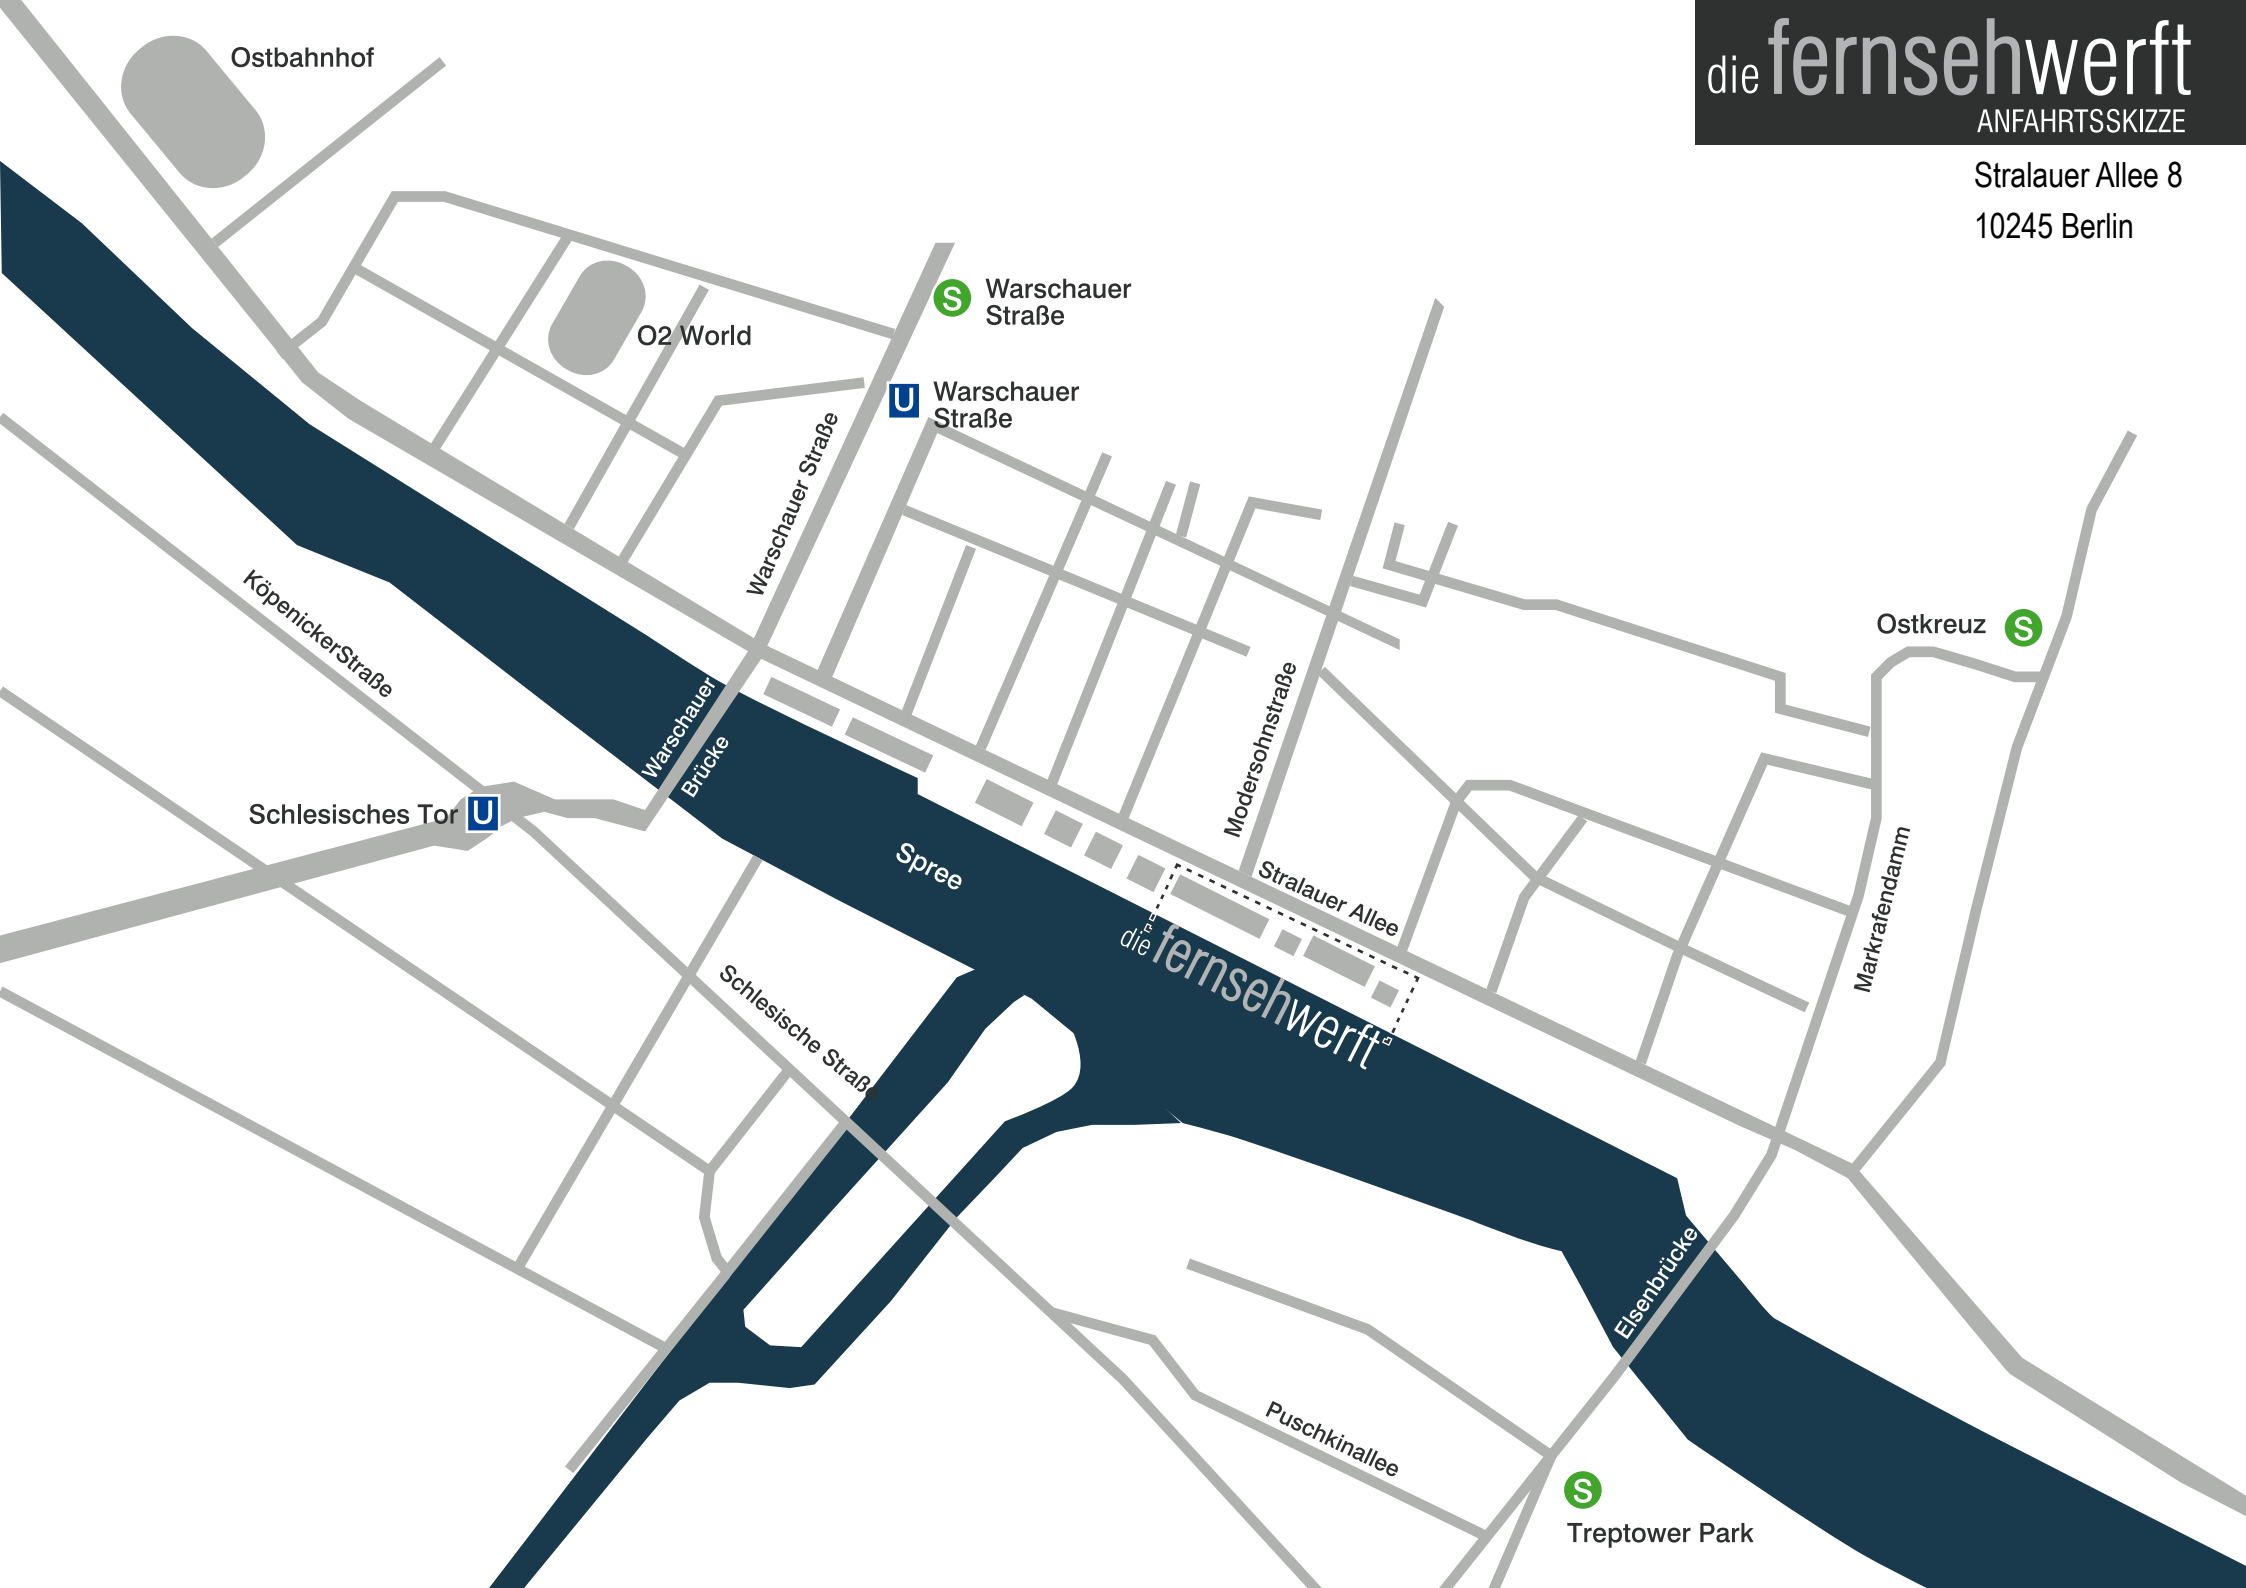 Ostbahnhof
die fernsehwerft
ANFAHRTSSKIZZE
Stralauer Allee 8
10245 Berlin
S Warschauer
Straße
O2 World
U Warschauer
Straße
Warschauer Straße
KöpenickerStraße
Ostkreuz S
Modersohnstraße
Warschauer
Brücke
Schlesisches Tor U
Spree
Stralauer Allee
Markrafendamm
die fernsehwerft
Schlesische Straße
Elsenbrücke
Puschkinallee
S
Treptower Park